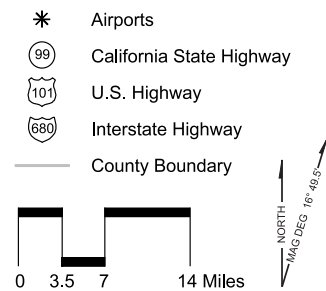 Airports
99 California State Highway
101 U.S. Highway
680 Interstate Highway
County Boundary
0 3.5 7 14 Miles
NORTH
MAG DEG 16° 49.5'